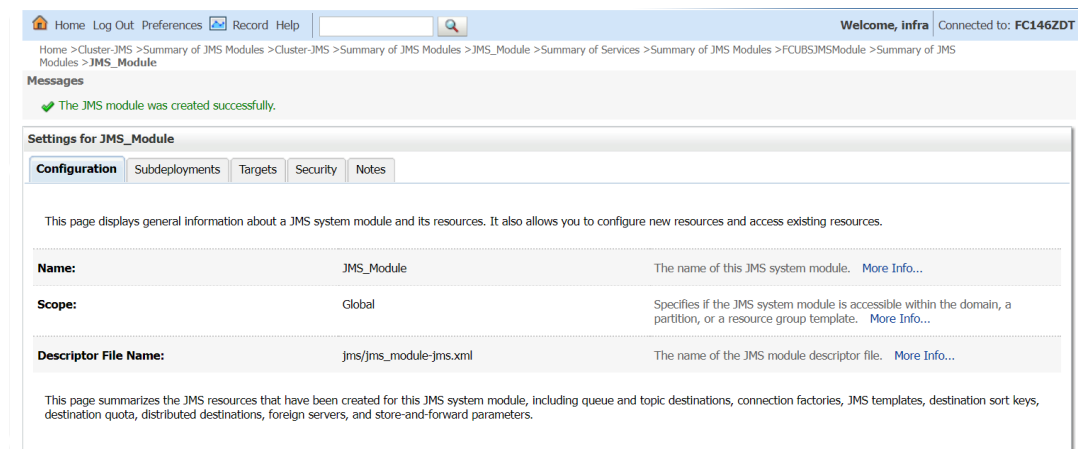 Home Log Out Preferences Record Help
Welcome, infra Connected to: FC146ZDT
Home >Cluster-JMS >Summary of JMS Modules >Cluster-JMS >Summary of JMS Modules >JMS_Module >Summary of Services >Summary of JMS Modules >FCUBSJMSModule >Summary of JMS
Modules >JMS_Module
Messages
The JMS module was created successfully.
Settings for JMS_Module
Configuration Subdeployments Targets Security Notes
This page displays general information about a JMS system module and its resources. It also allows you to configure new resources and access existing resources.
Name: JMS_Module The name of this JMS system module. More Info...
Scope: Global Specifies if the JMS system module is accessible within the domain, a
partition, or a resource group template. More Info...
Descriptor File Name: jms/jms_module-jms.xml The name of the JMS module descriptor file. More Info...
This page summarizes the JMS resources that have been created for this JMS system module, including queue and topic destinations, connection factories, JMS templates, destination sort keys,
destination quota, distributed destinations, foreign servers, and store-and-forward parameters.